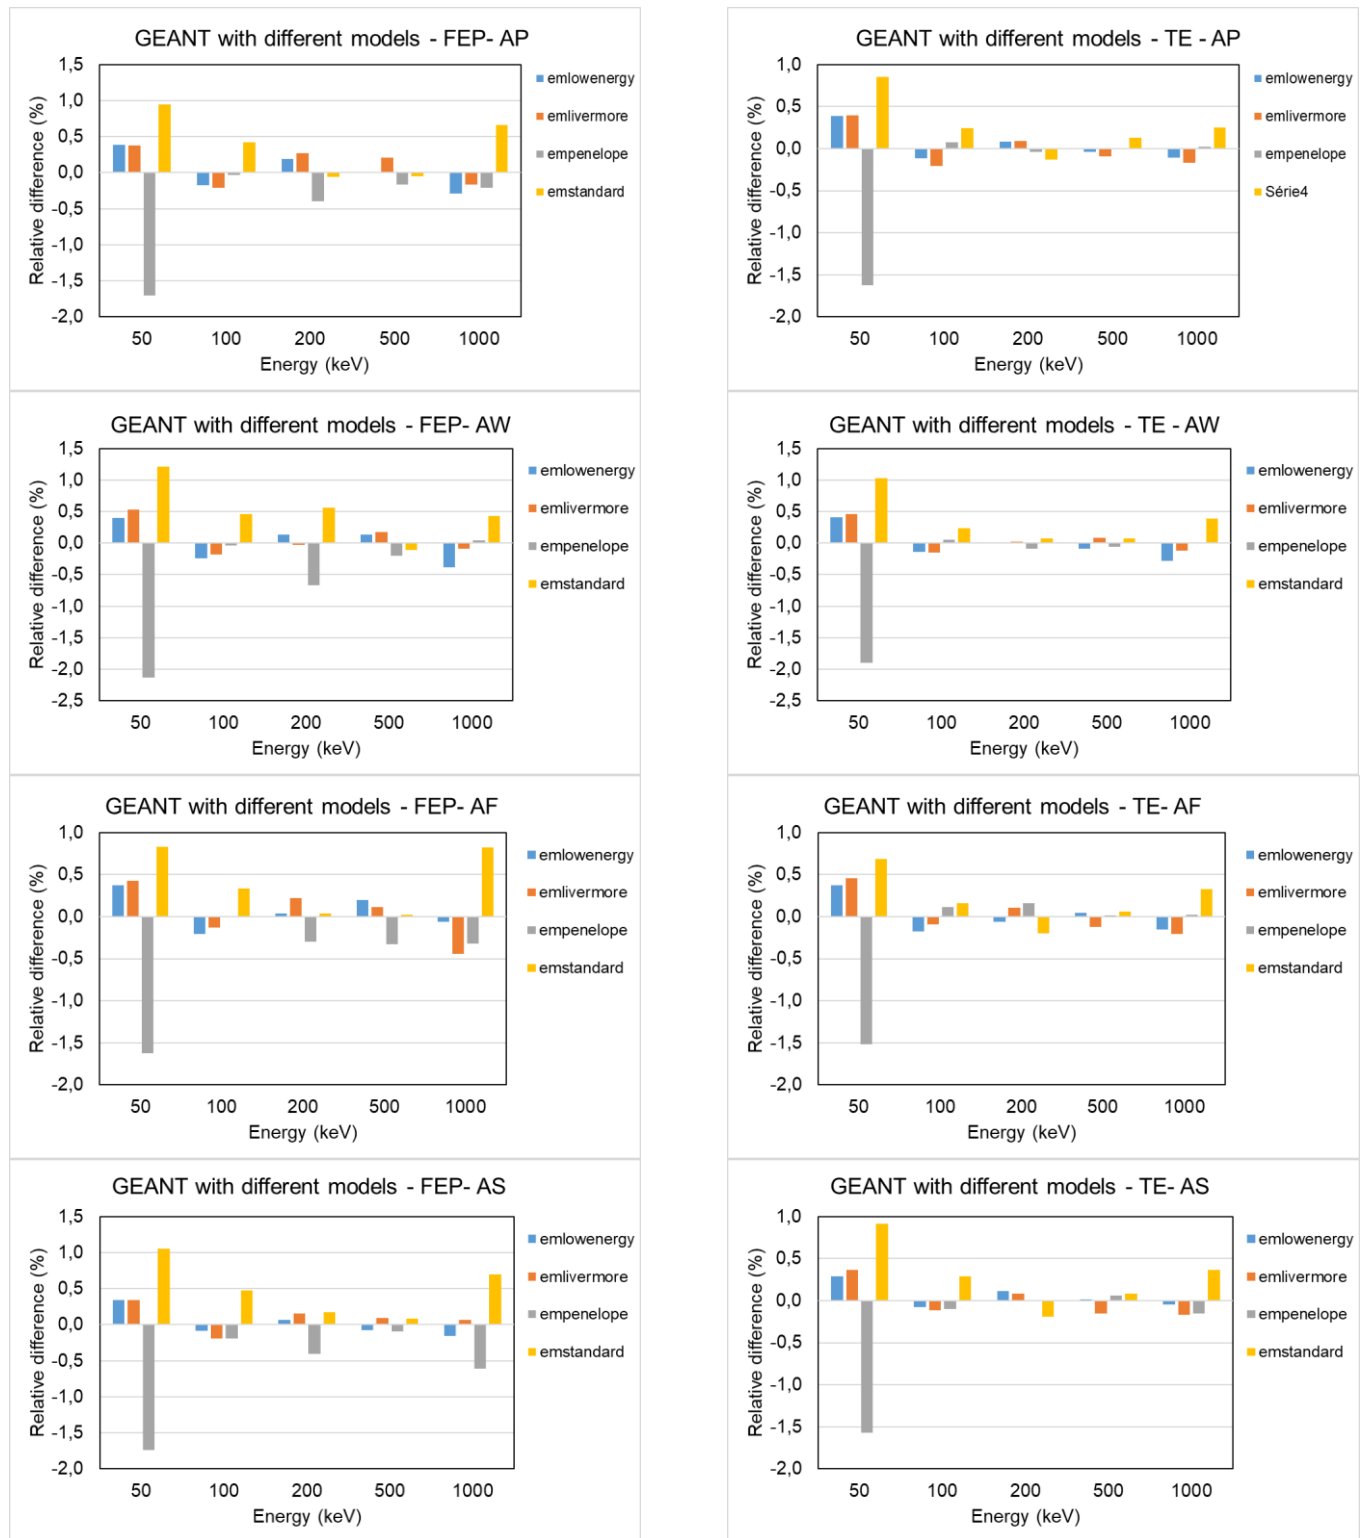 GEANT with different models - FEP- AP
Relative difference (%)
1,5
1,0
0,5
0,0
-0,5
-1,0
-1,5
-2,0
50 100 200 500 1000
Energy (keV)
emlowenergy
emlivermore
empenelope
emstandard
GEANT with different models - TE - AP
Relative difference (%)
1,0
0,5
0,0
-0,5
-1,0
-1,5
-2,0
50 100 200 500 1000
Energy (keV)
emlowenergy
emlivermore
empenelope
Série4
GEANT with different models - FEP- AW
Relative difference (%)
1,5
1,0
0,5
0,0
-0,5
-1,0
-1,5
-2,0
-2,5
50 100 200 500 1000
Energy (keV)
emlowenergy
emlivermore
empenelope
emstandard
GEANT with different models - TE - AW
Relative difference (%)
1,5
1,0
0,5
0,0
-0,5
-1,0
-1,5
-2,0
-2,5
50 100 200 500 1000
Energy (keV)
emlowenergy
emlivermore
empenelope
emstandard
GEANT with different models - FEP- AF
Relative difference (%)
1,0
0,5
0,0
-0,5
-1,0
-1,5
-2,0
50 100 200 500 1000
Energy (keV)
emlowenergy
emlivermore
empenelope
emstandard
GEANT with different models - TE- AF
Relative difference (%)
1,0
0,5
0,0
-0,5
-1,0
-1,5
-2,0
50 100 200 500 1000
Energy (keV)
emlowenergy
emlivermore
empenelope
emstandard
GEANT with different models - FEP- AS
Relative difference (%)
1,5
1,0
0,5
0,0
-0,5
-1,0
-1,5
-2,0
50 100 200 500 1000
Energy (keV)
emlowenergy
emlivermore
empenelope
emstandard
GEANT with different models - TE- AS
Relative difference (%)
1,0
0,5
0,0
-0,5
-1,0
-1,5
-2,0
50 100 200 500 1000
Energy (keV)
emlowenergy
emlivermore
empenelope
emstandard